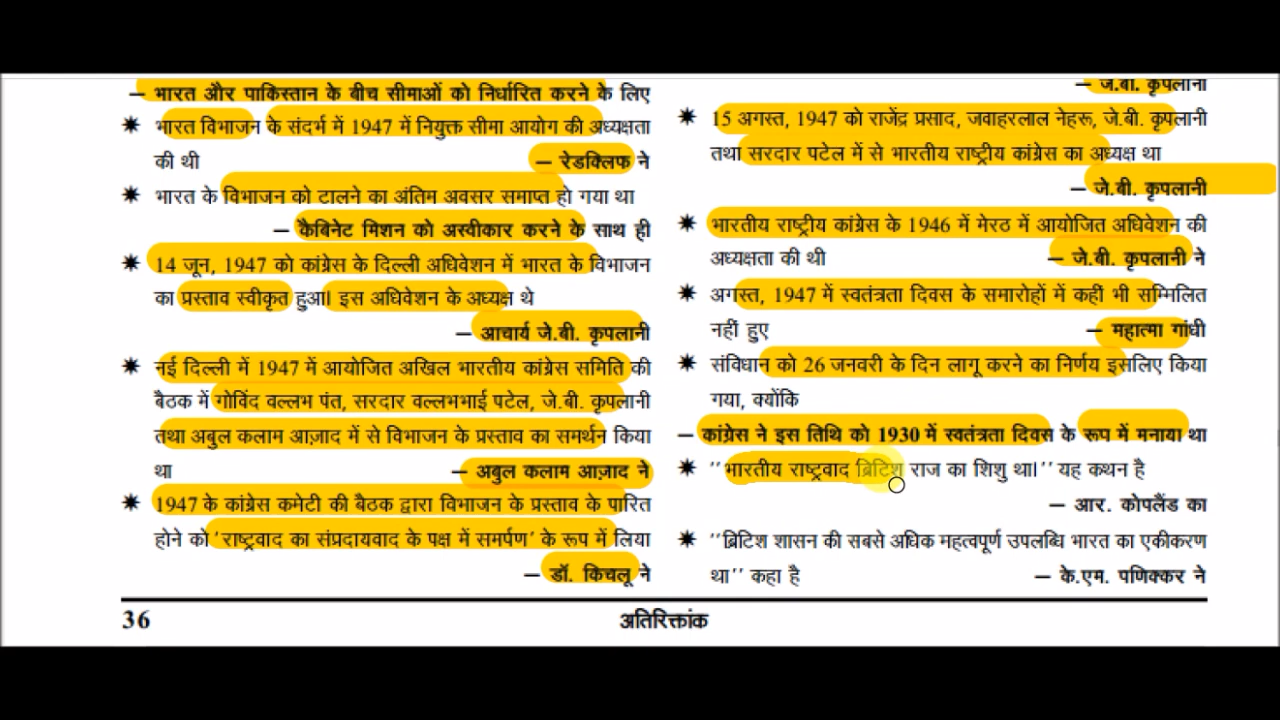 — भारत और पाकिस्तान के बीच सीमाओं को निर्धारित करने के लिए
✷ भारत विभाजन के संदर्भ में 1947 में नियुक्त सीमा आयोग की अध्यक्षता
की थी — रेडक्लिफ ने
✷ भारत के विभाजन को टालने का अंतिम अवसर समाप्त हो गया था
— कैबिनेट मिशन को अस्वीकार करने के साथ ही
✷ 14 जून, 1947 को कांग्रेस के दिल्ली अधिवेशन में भारत के विभाजन
का प्रस्ताव स्वीकृत हुआ। इस अधिवेशन के अध्यक्ष थे
— आचार्य जे.बी. कृपलानी
✷ नई दिल्ली में 1947 में आयोजित अखिल भारतीय कांग्रेस समिति की
बैठक में गोविंद वल्लभ पंत, सरदार वल्लभभाई पटेल, जे.बी. कृपलानी
तथा अबुल कलाम आज़ाद में से विभाजन के प्रस्ताव का समर्थन किया
था — अबुल कलाम आज़ाद ने
✷ 1947 के कांग्रेस कमेटी की बैठक द्वारा विभाजन के प्रस्ताव के पारित
होने को 'राष्ट्रवाद का संप्रदायवाद के पक्ष में समर्पण' के रूप में लिया
— डॉ. किचलू ने
— जे.बी. कृपलानी
✷ 15 अगस्त, 1947 को राजेंद्र प्रसाद, जवाहरलाल नेहरू, जे.बी. कृपलानी
तथा सरदार पटेल में से भारतीय राष्ट्रीय कांग्रेस का अध्यक्ष था
— जे.बी. कृपलानी
✷ भारतीय राष्ट्रीय कांग्रेस के 1946 में मेरठ में आयोजित अधिवेशन की
अध्यक्षता की थी — जे.बी. कृपलानी ने
✷ अगस्त, 1947 में स्वतंत्रता दिवस के समारोहों में कहीं भी सम्मिलित
नहीं हुए — महात्मा गांधी
✷ संविधान को 26 जनवरी के दिन लागू करने का निर्णय इसलिए किया
गया, क्योंकि
— कांग्रेस ने इस तिथि को 1930 में स्वतंत्रता दिवस के रूप में मनाया था
✷ ''भारतीय राष्ट्रवाद ब्रिटिश राज का शिशु था।'' यह कथन है
— आर. कोपलैंड का
✷ ''ब्रिटिश शासन की सबसे अधिक महत्वपूर्ण उपलब्धि भारत का एकीकरण
था'' कहा है — के.एम. पणिक्कर ने
36 अतिरिक्तांक